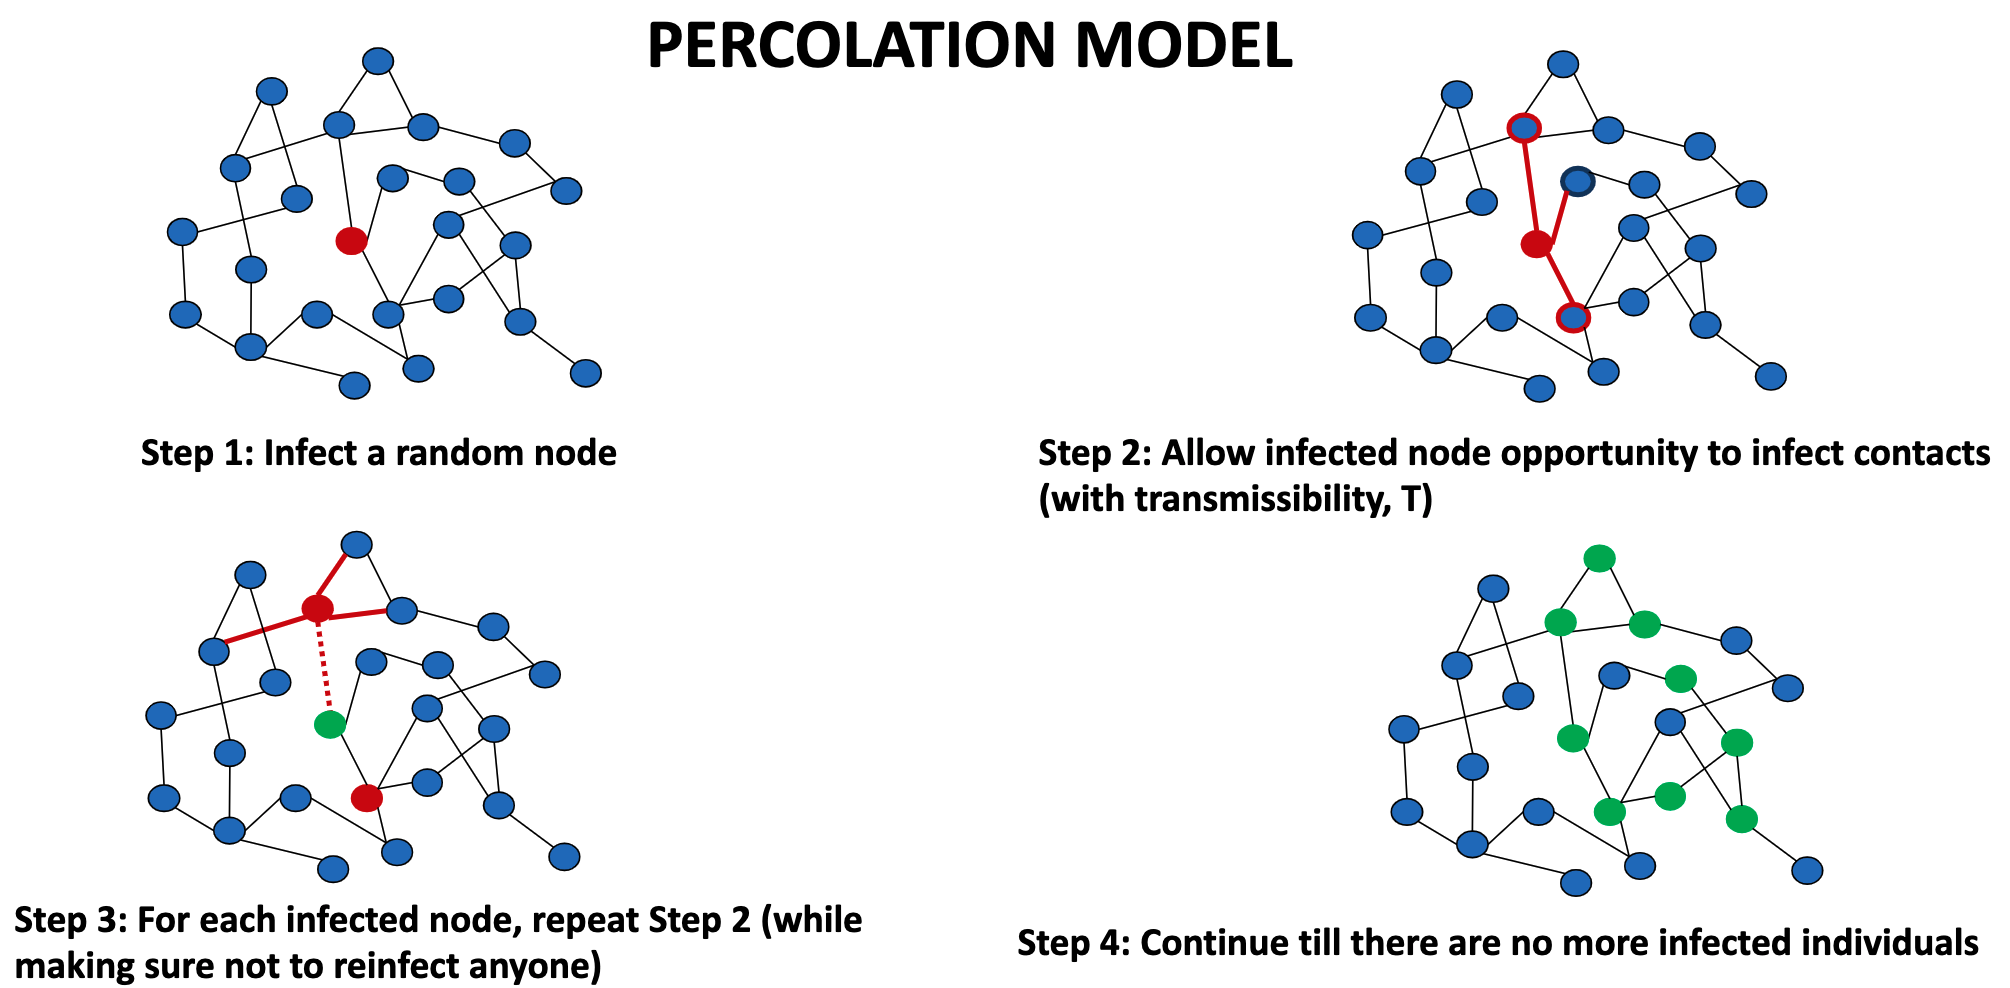 PERCOLATION MODEL
Step 1: Infect a random node
Step 2: Allow infected node opportunity to infect contacts
(with transmissibility, T)
Step 3: For each infected node, repeat Step 2 (while
making sure not to reinfect anyone)
Step 4: Continue till there are no more infected individuals